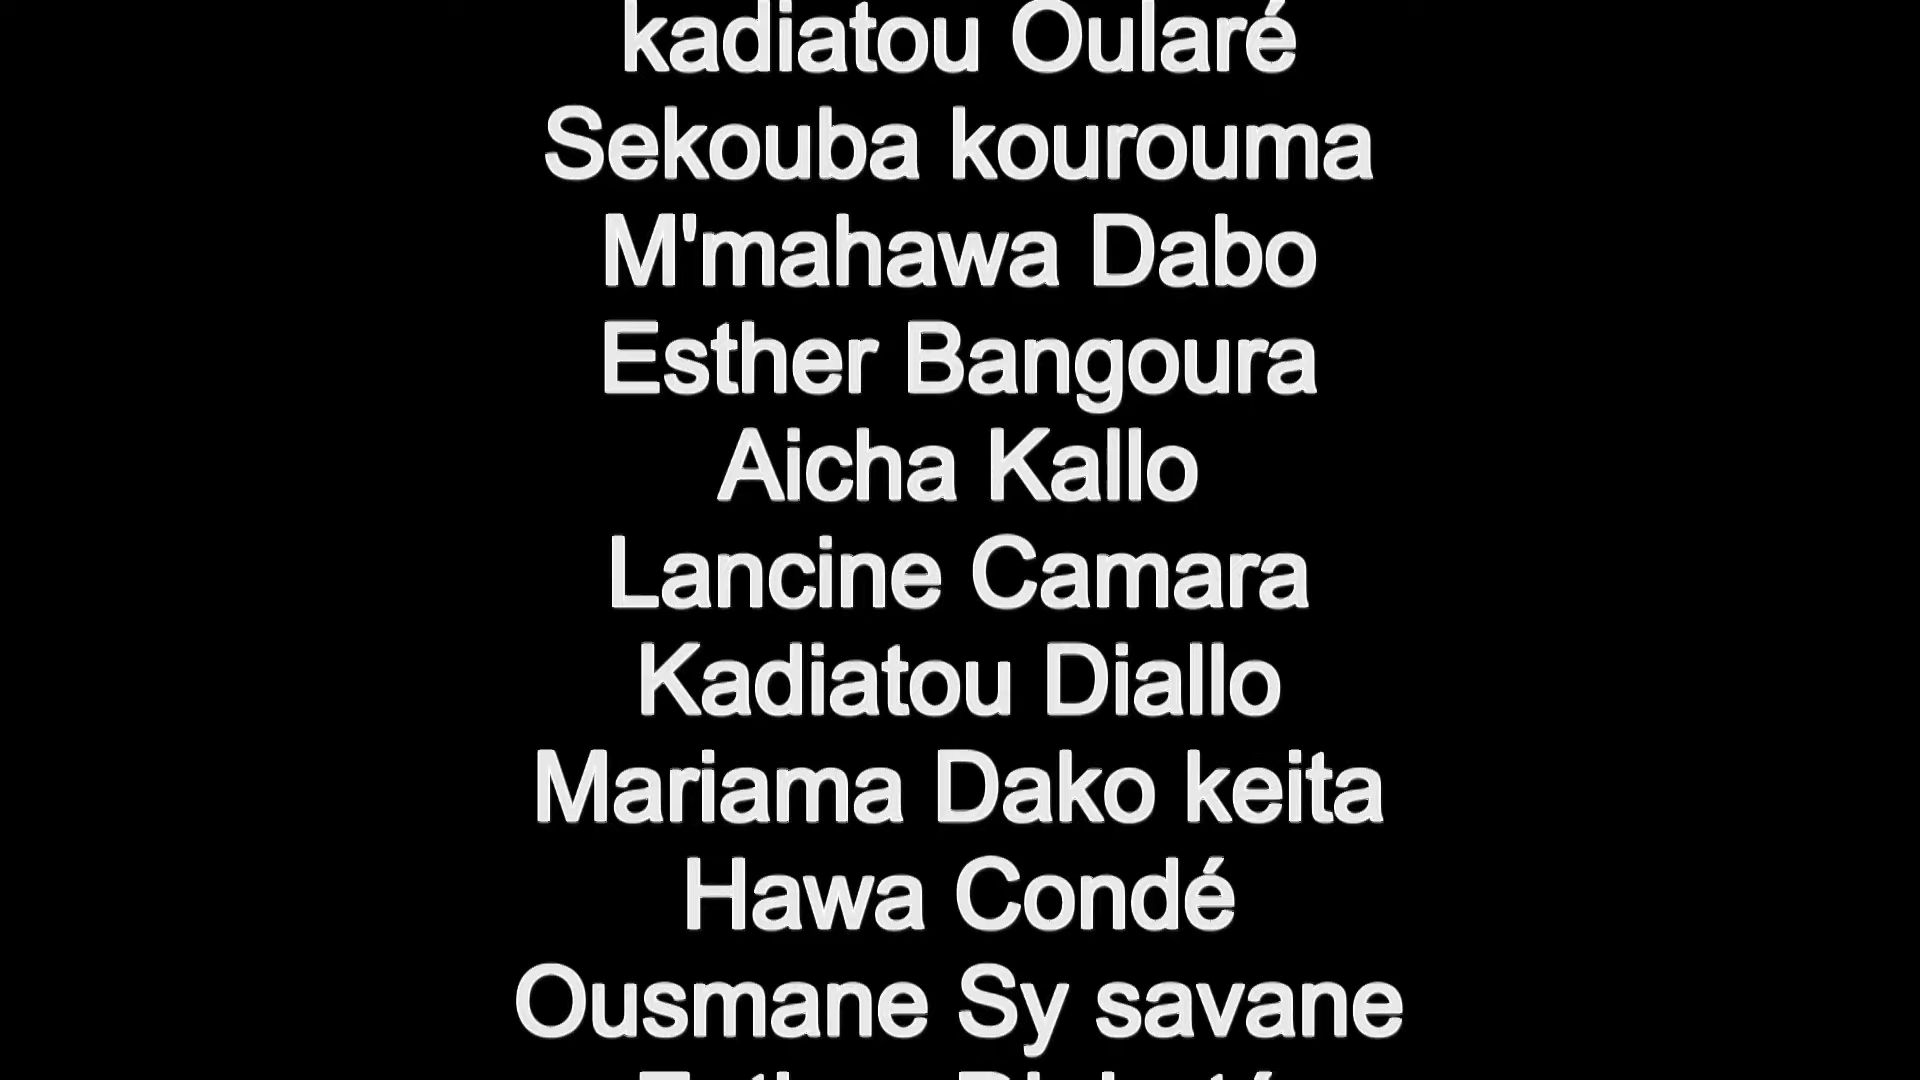 kadiatou Oularé
Sekouba kourouma
M'mahawa Dabo
Esther Bangoura
Aicha Kallo
Lancine Camara
Kadiatou Diallo
Mariama Dako keita
Hawa Condé
Ousmane Sy savane